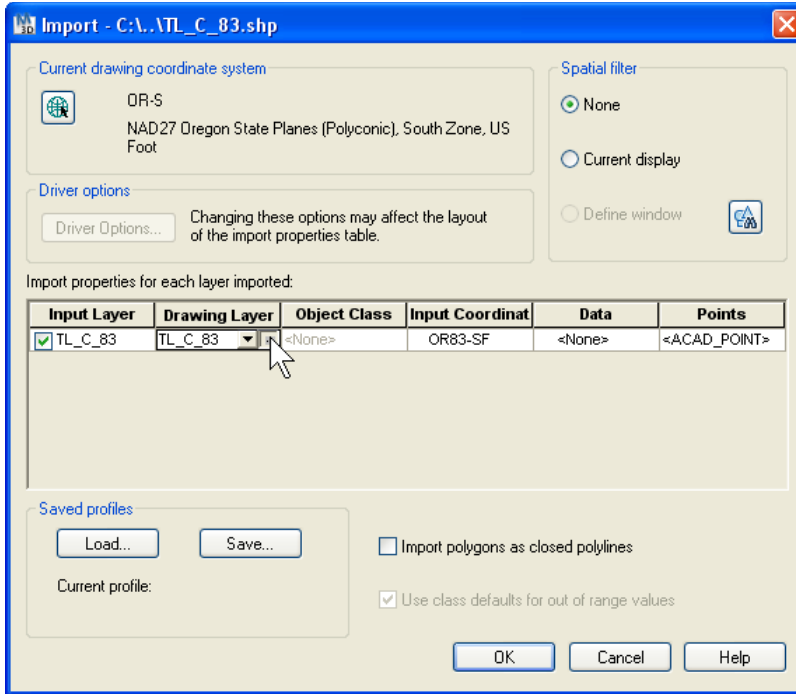 Import - C:\..\TL_C_83.shp
Current drawing coordinate system
OR-S
NAD27 Oregon State Planes (Polyconic), South Zone, US
Foot
Spatial filter
None
Current display
Define window
Driver options
Driver Options...
Changing these options may affect the layout
of the import properties table.
Import properties for each layer imported:
Input Layer Drawing Layer Object Class Input Coordinat Data Points
TL_C_83 TL_C_83 <None> OR83-SF <None> <ACAD_POINT>
Saved profiles
Load... Save...
Current profile:
Import polygons as closed polylines
Use class defaults for out of range values
OK Cancel Help